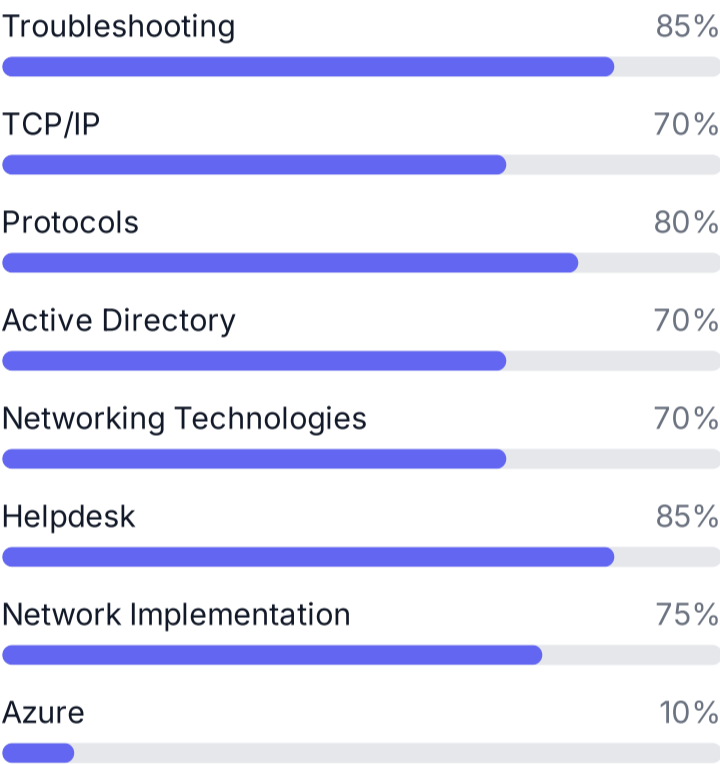 Troubleshooting 85%
TCP/IP 70%
Protocols 80%
Active Directory 70%
Networking Technologies 70%
Helpdesk 85%
Network Implementation 75%
Azure 10%